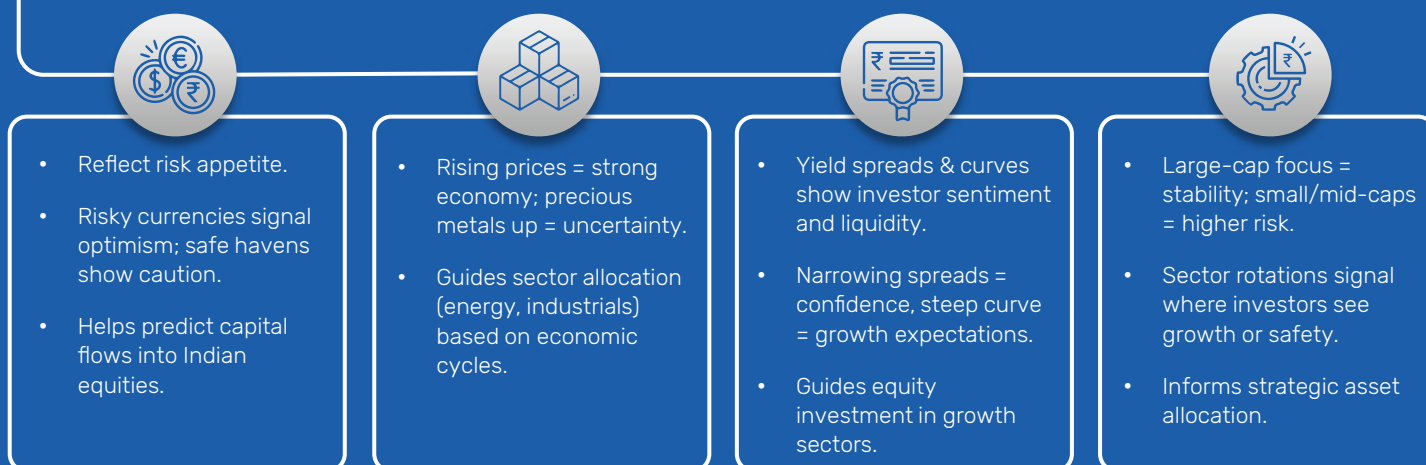 €
$
₹
₹
₹
• Reflect risk appetite.
• Risky currencies signal
optimism; safe havens
show caution.
• Helps predict capital
flows into Indian
equities.
• Rising prices = strong
economy; precious
metals up = uncertainty.
• Guides sector allocation
(energy, industrials)
based on economic
cycles.
• Yield spreads & curves
show investor sentiment
and liquidity.
• Narrowing spreads =
confidence, steep curve
= growth expectations.
• Guides equity
investment in growth
sectors.
• Large-cap focus =
stability; small/mid-caps
= higher risk.
• Sector rotations signal
where investors see
growth or safety.
• Informs strategic asset
allocation.